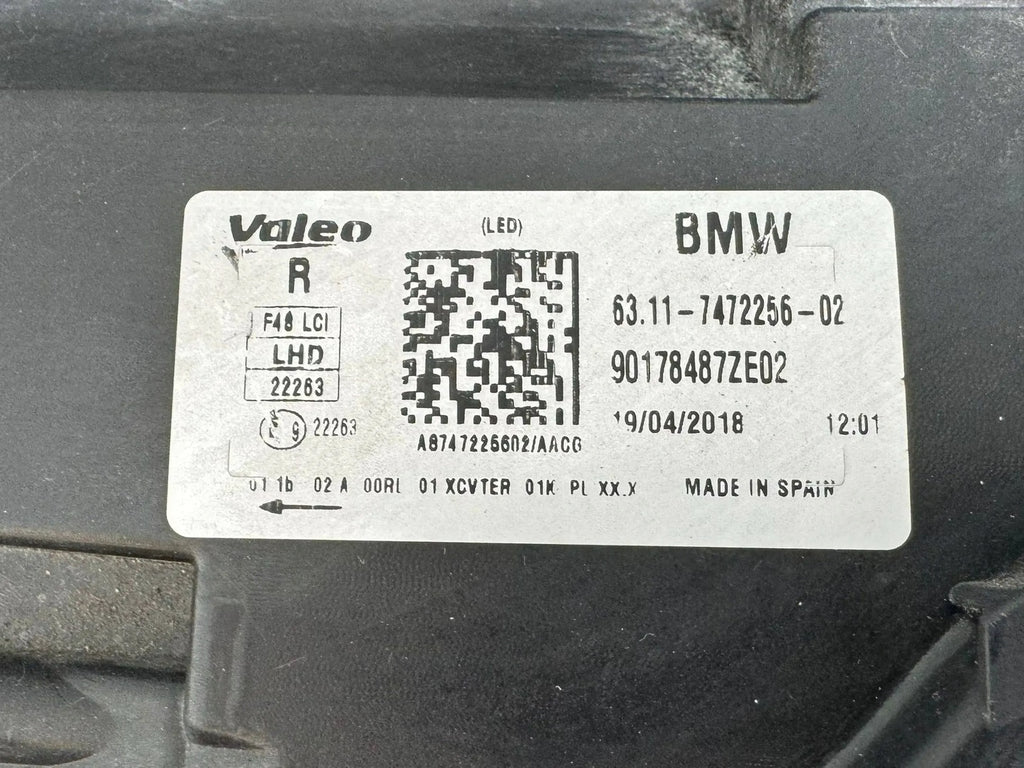 Valeo
(LED)
BMW
R
F48 LCI
LHD
22263
22263
63.11-7472256-02
90178487ZE02
19/04/2018 12:01
A8747225602/AACG
01 1b 02 A 00RL 01 XCVTER 01K PL XX.X MADE IN SPAIN